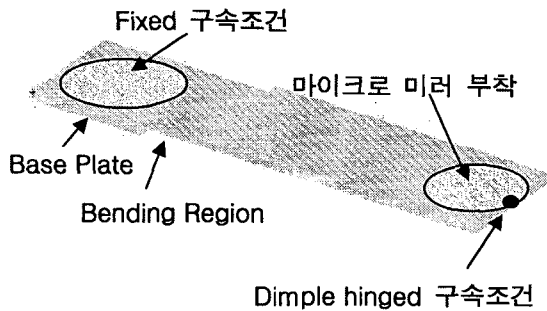 Fixed 구속조건
마이크로 미러 부착
Base Plate
Bending Region
Dimple hinged 구속조건